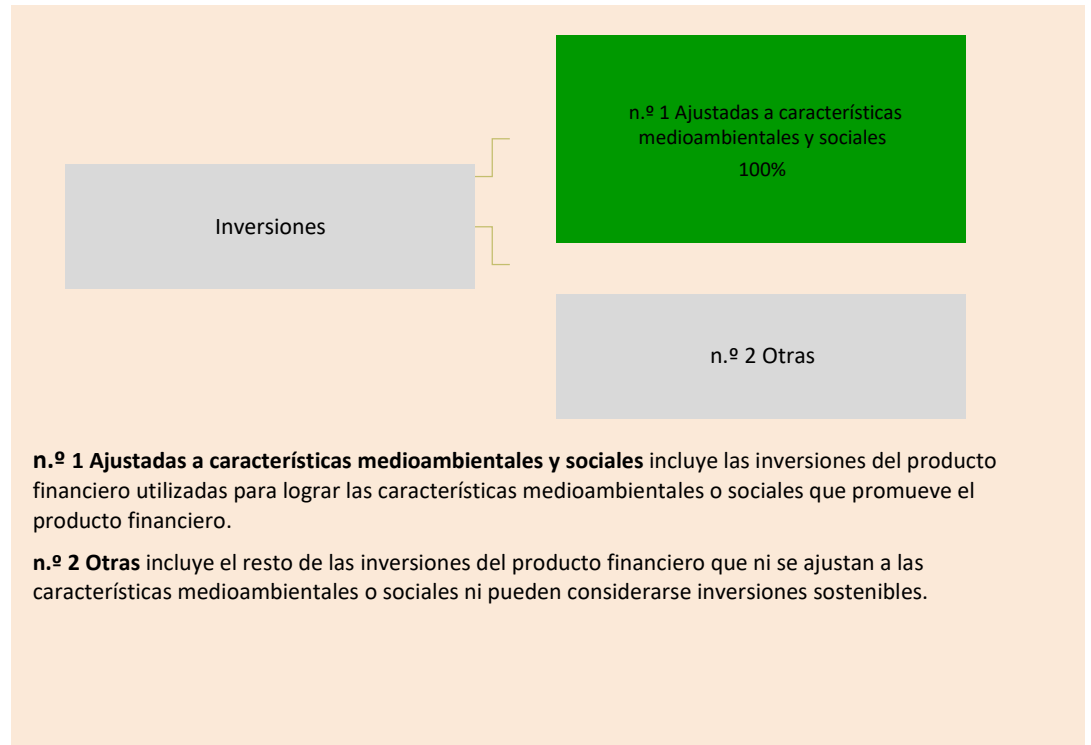 n.º 1 Ajustadas a características
medioambientales y sociales
100%
Inversiones
n.º 2 Otras
n.º 1 Ajustadas a características medioambientales y sociales incluye las inversiones del producto
financiero utilizadas para lograr las características medioambientales o sociales que promueve el
producto financiero.
n.º 2 Otras incluye el resto de las inversiones del producto financiero que ni se ajustan a las
características medioambientales o sociales ni pueden considerarse inversiones sostenibles.